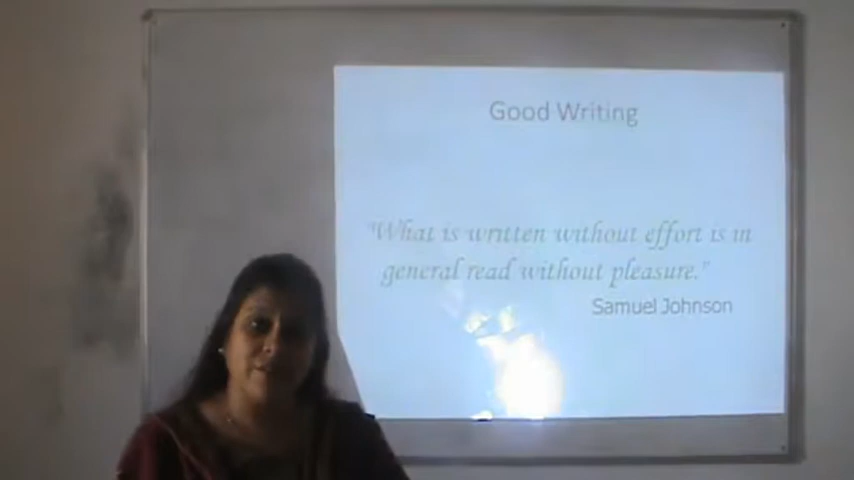 Good Writing
"What is written without effort is in
general read without pleasure."
Samuel Johnson